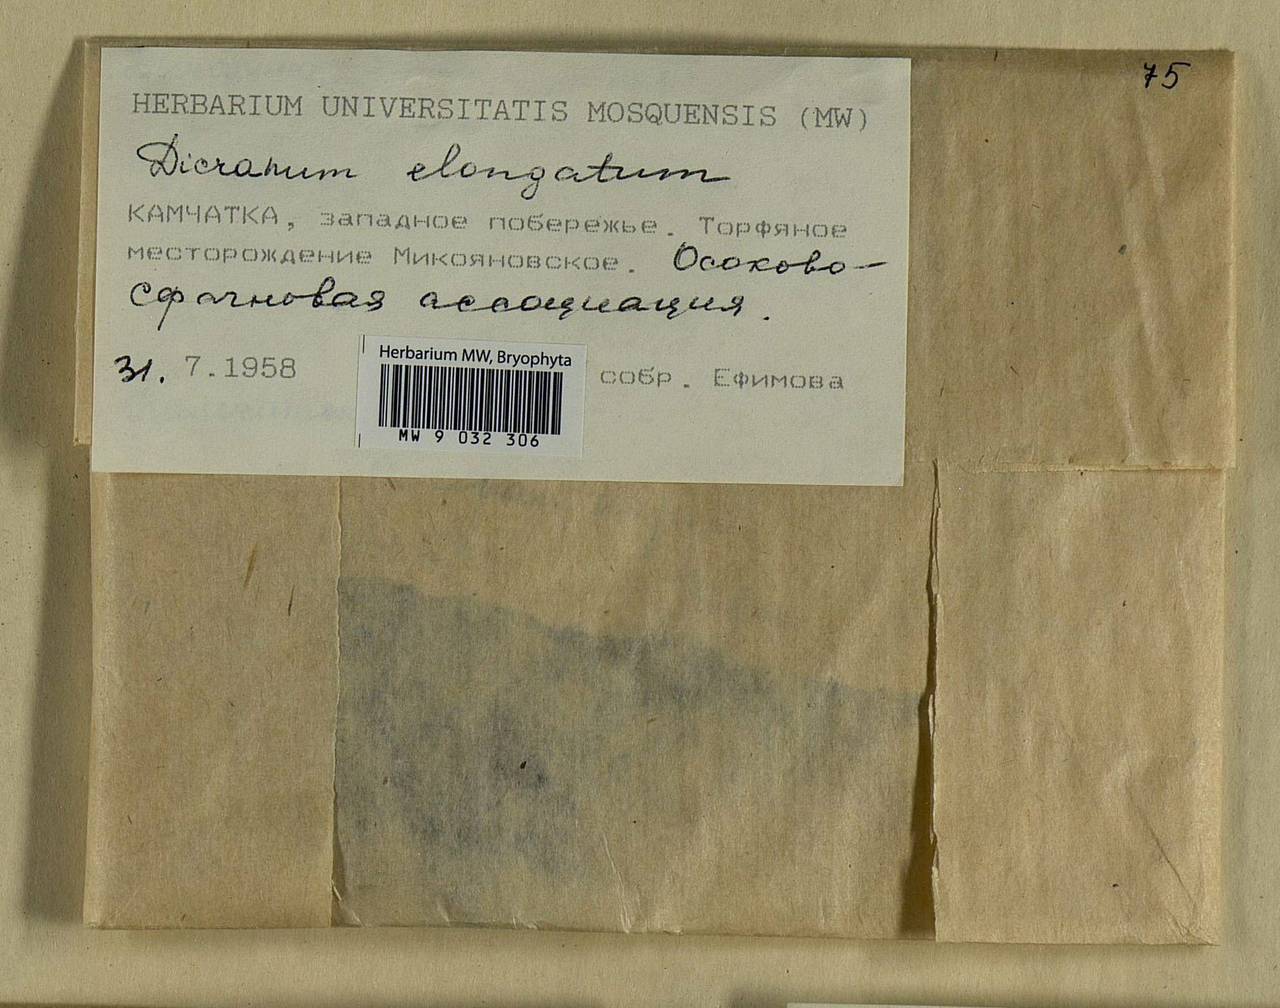 75
HERBARIUM UNIVERSITATIS MOSQUENSIS (MW)
Dicranum elongatum
КАМЧАТКА, западное побережье. Торфяное
месторождение Микояновское. Осоково-
сфагновая ассоциация.
31. 7.1958 собр. Ефимова
Herbarium MW, Bryophyta
MW 9 032 306